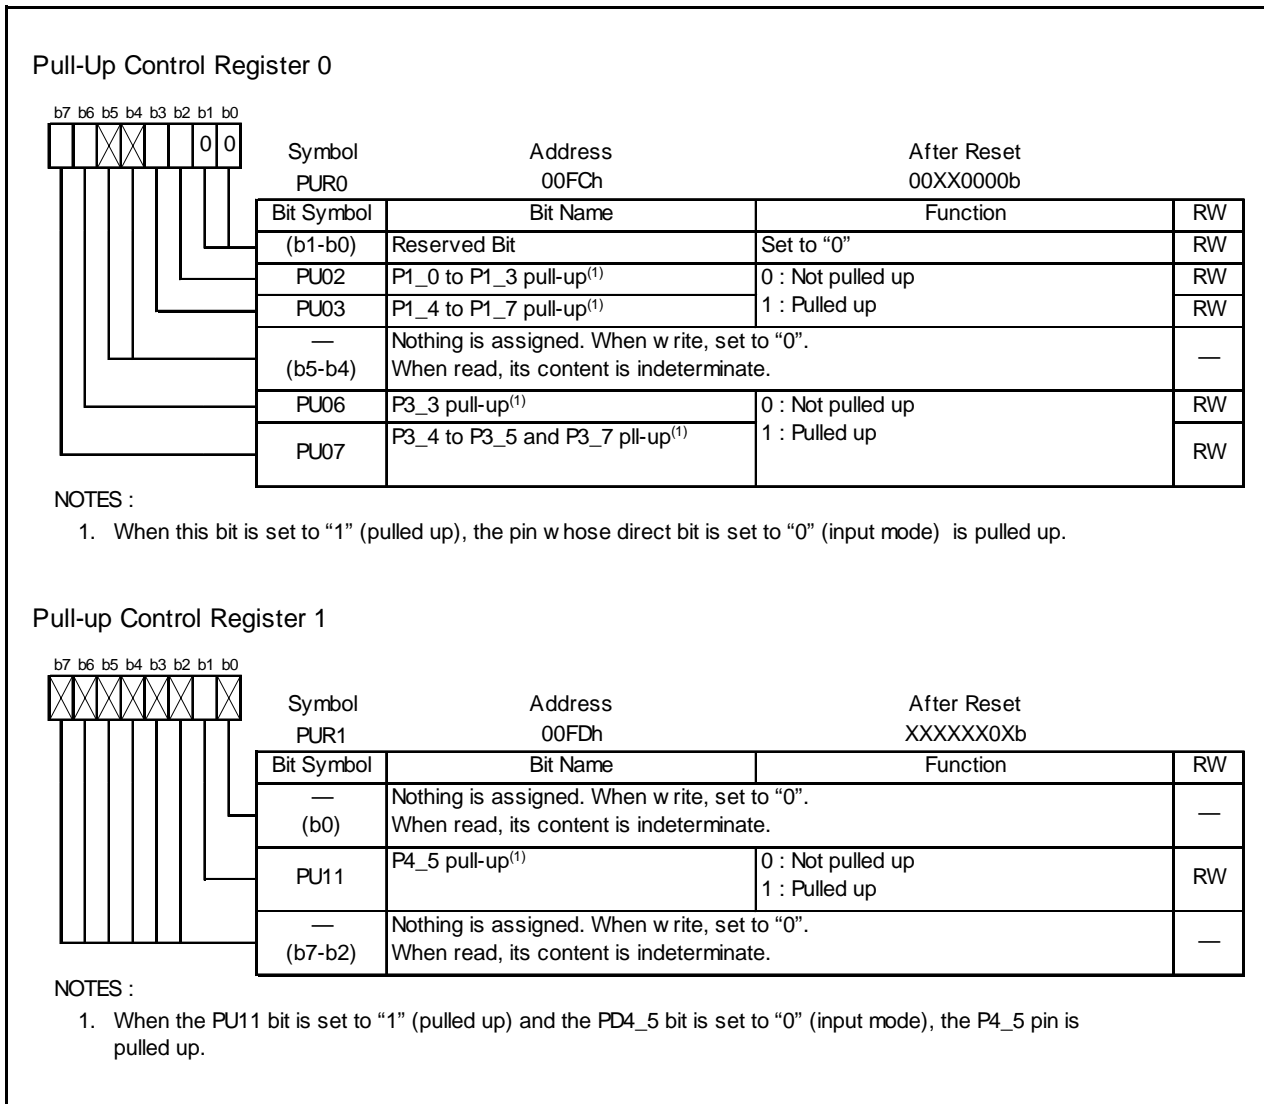 Pull-Up Control Register 0
b7 b6 b5 b4 b3 b2 b1 b0
0 0
Symbol Address After Reset
PUR0 00FCh 00XX0000b
Bit Symbol Bit Name Function RW
(b1-b0) Reserved Bit Set to “0” RW
PU02 P1_0 to P1_3 pull-up(1) 0 : Not pulled up RW
PU03 P1_4 to P1_7 pull-up(1) 1 : Pulled up RW
— Nothing is assigned. When w rite, set to “0”.
(b5-b4) When read, its content is indeterminate. —
PU06 P3_3 pull-up(1) 0 : Not pulled up RW
PU07 P3_4 to P3_5 and P3_7 pll-up(1) 1 : Pulled up RW
NOTES :
1. When this bit is set to “1” (pulled up), the pin w hose direct bit is set to “0” (input mode) is pulled up.
Pull-up Control Register 1
b7 b6 b5 b4 b3 b2 b1 b0
Symbol Address After Reset
PUR1 00FDh XXXXXX0Xb
Bit Symbol Bit Name Function RW
— Nothing is assigned. When w rite, set to “0”.
(b0) When read, its content is indeterminate. —
PU11 P4_5 pull-up(1) 0 : Not pulled up RW
1 : Pulled up
— Nothing is assigned. When w rite, set to “0”.
(b7-b2) When read, its content is indeterminate. —
NOTES :
1. When the PU11 bit is set to “1” (pulled up) and the PD4_5 bit is set to “0” (input mode), the P4_5 pin is
pulled up.